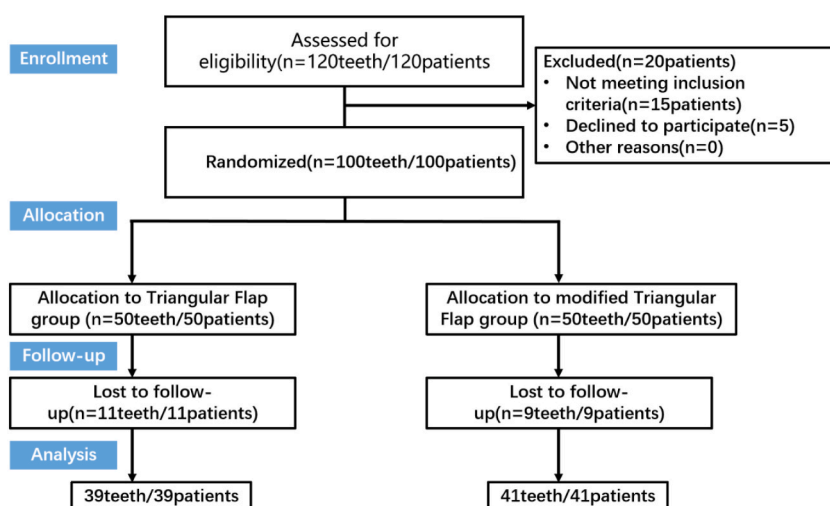 Enrollment
Assessed for
eligibility(n=120teeth/120patients
Excluded(n=20patients)
• Not meeting inclusion
criteria(n=15patients)
• Declined to participate(n=5)
• Other reasons(n=0)
Randomized(n=100teeth/100patients)
Allocation
Allocation to Triangular Flap
group (n=50teeth/50patients)
Allocation to modified Triangular
Flap group (n=50teeth/50patients)
Follow-up
Lost to follow-
up(n=11teeth/11patients)
Lost to follow-
up(n=9teeth/9patients)
Analysis
39teeth/39patients
41teeth/41patients